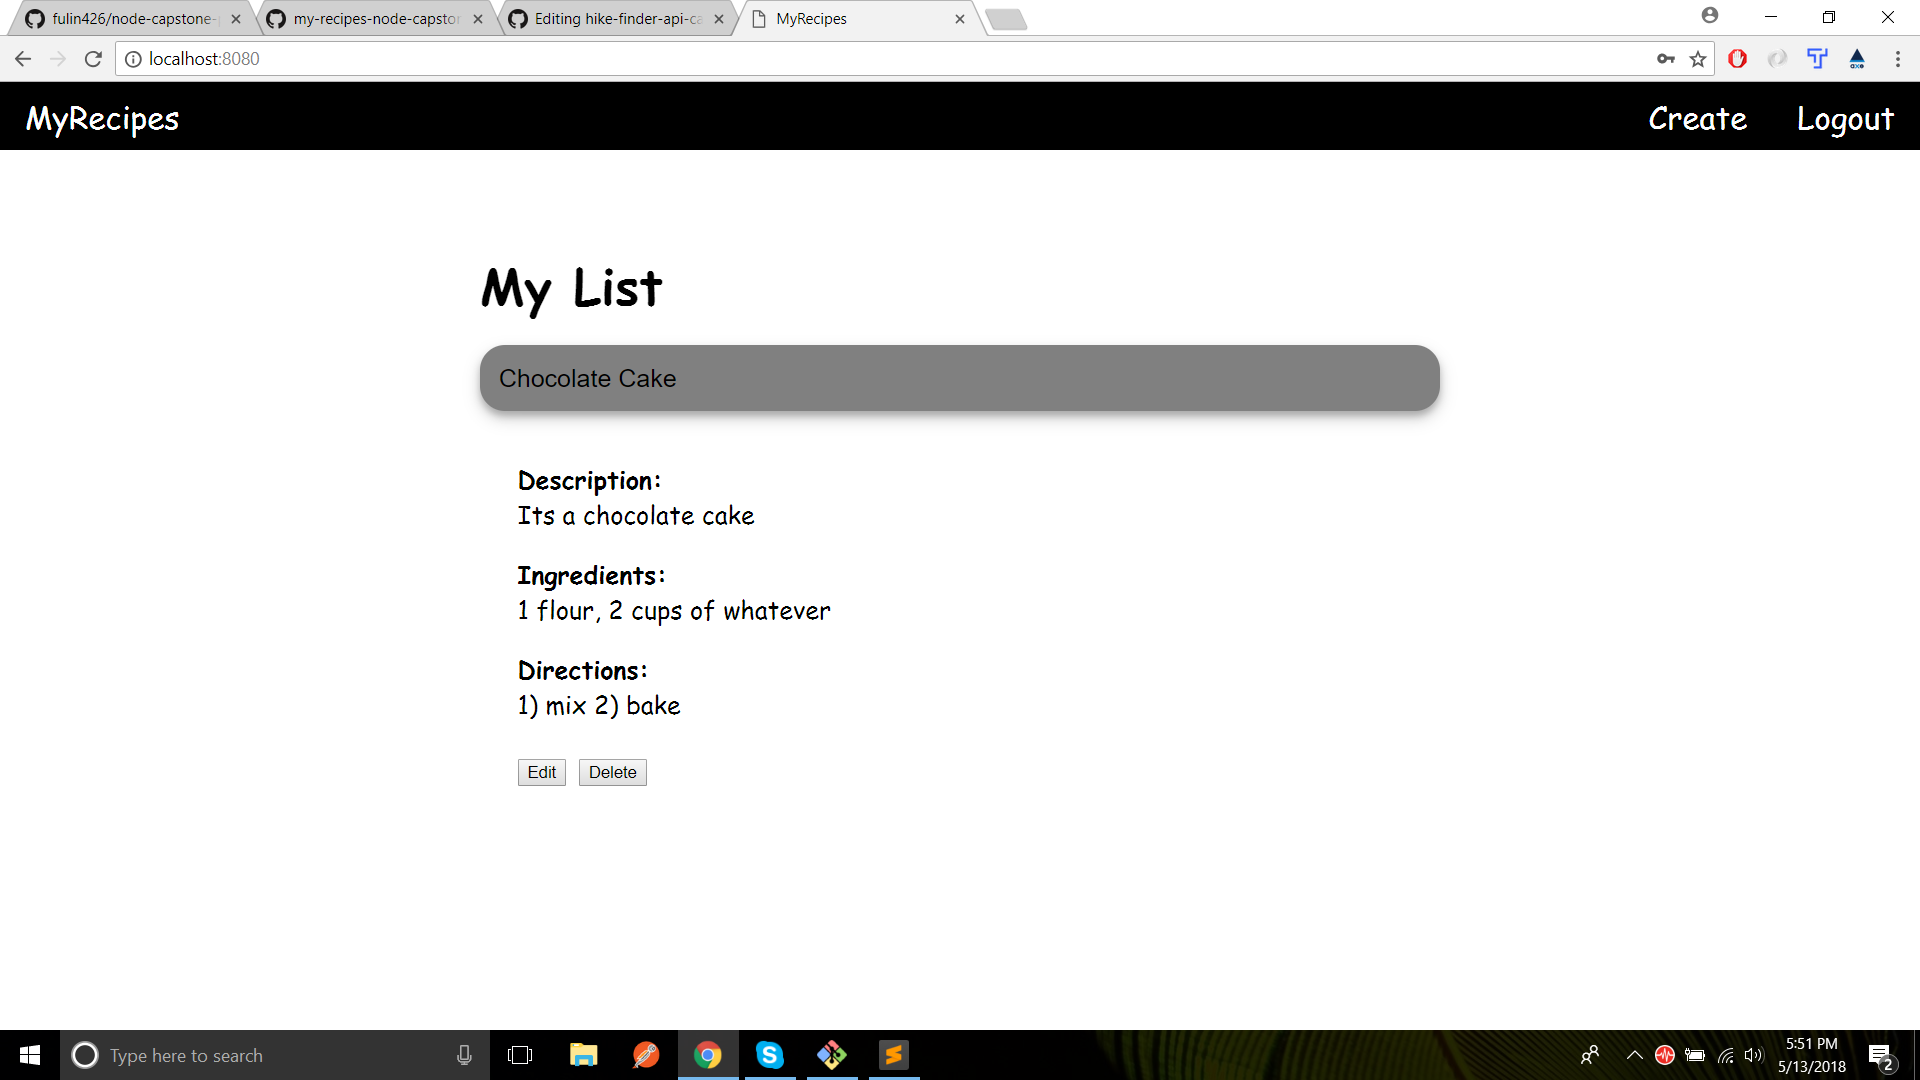 fulin426/node-capstone-
my-recipes-node-capsto
Editing hike-finder-api-ca
MyRecipes
localhost:8080
MyRecipes
Create
Logout
My List
Chocolate Cake
Description:
Its a chocolate cake
Ingredients:
1 flour, 2 cups of whatever
Directions:
1) mix 2) bake
Edit
Delete
Type here to search
5:51 PM
5/13/2018
2